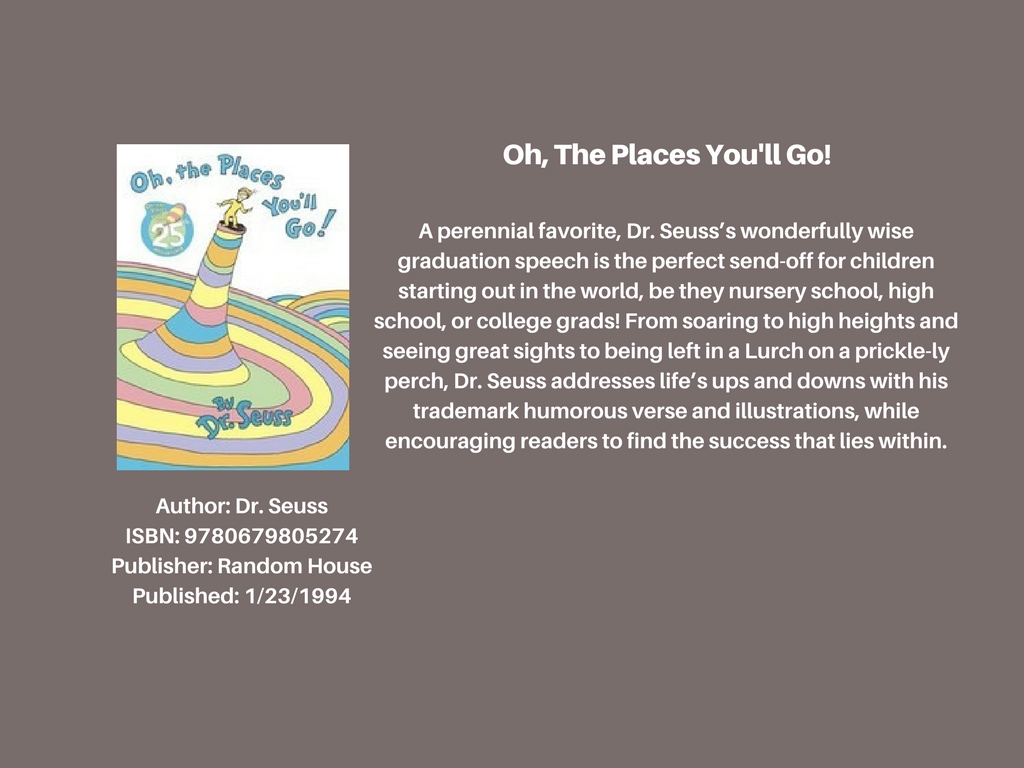 Oh, The Places You'll Go!
Oh, the Places
You'll
Go!
25
By
Dr. Seuss
A perennial favorite, Dr. Seuss’s wonderfully wise
graduation speech is the perfect send-off for children
starting out in the world, be they nursery school, high
school, or college grads! From soaring to high heights and
seeing great sights to being left in a Lurch on a prickle-ly
perch, Dr. Seuss addresses life’s ups and downs with his
trademark humorous verse and illustrations, while
encouraging readers to find the success that lies within.
Author: Dr. Seuss
ISBN: 9780679805274
Publisher: Random House
Published: 1/23/1994